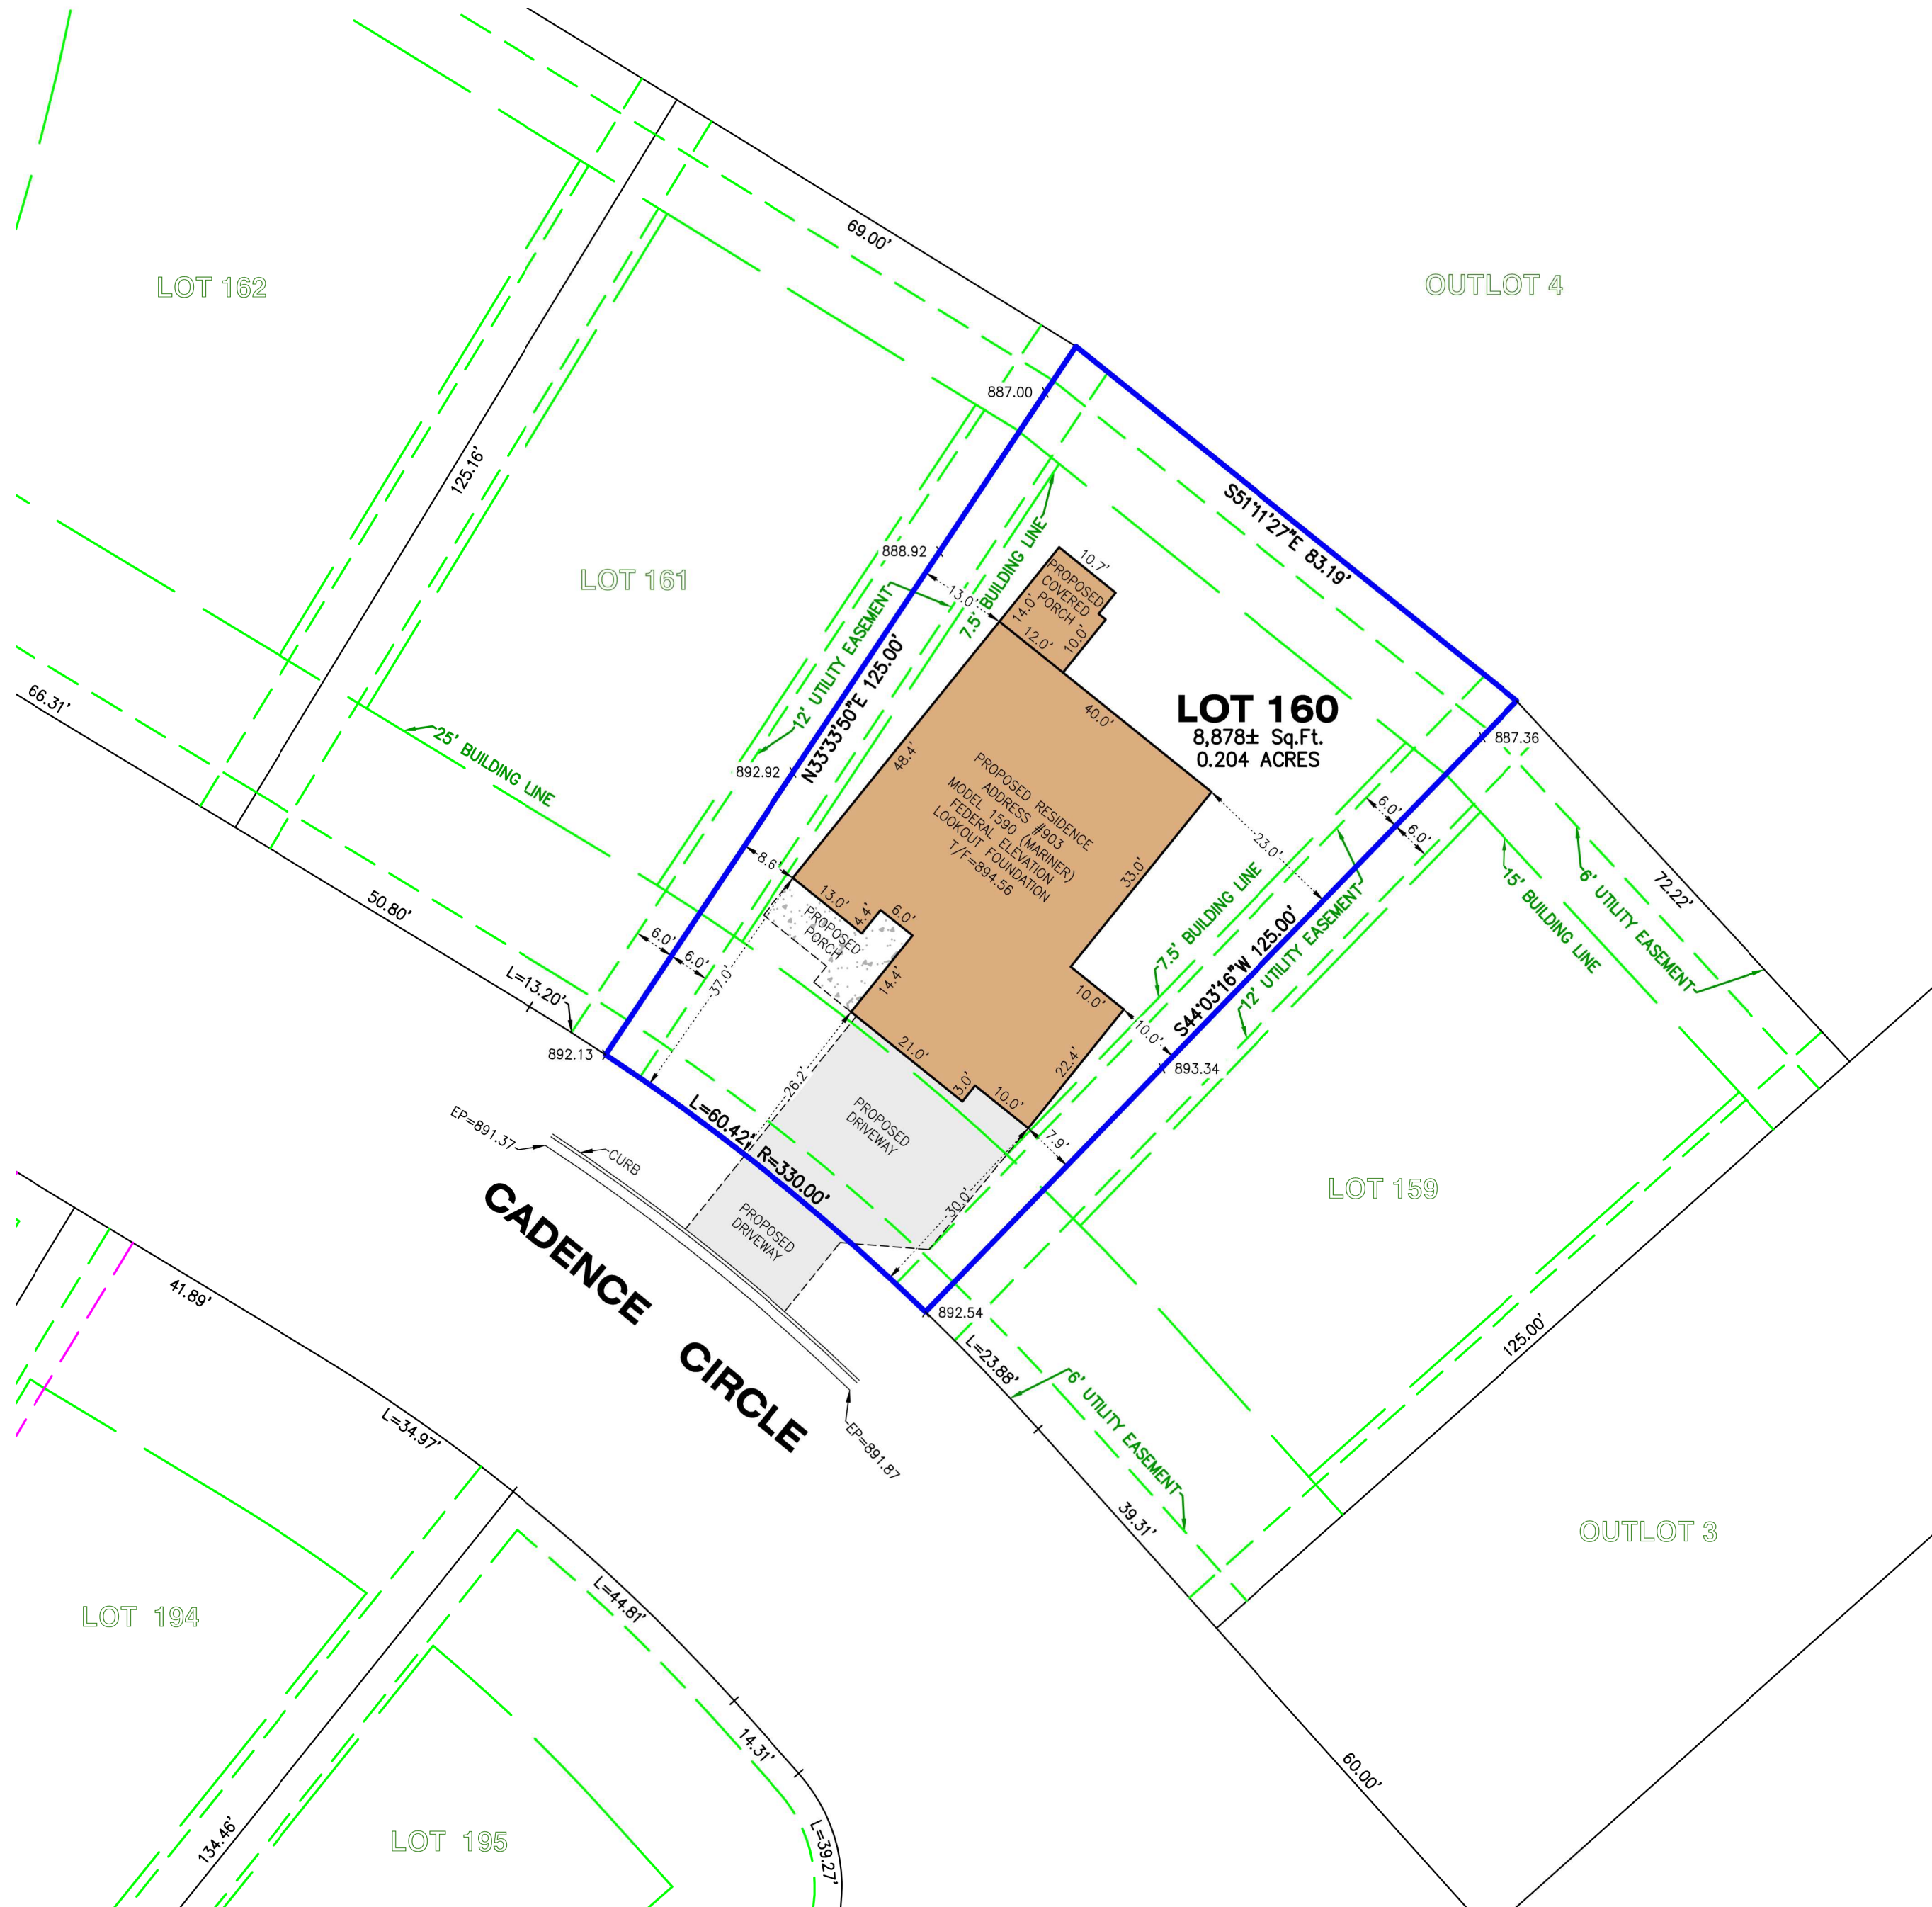 69.00'
LOT 162
OUTLOT 4
887.00
125.16'
S51°11'27"E 83.19'
888.92
LOT 161
10.7'
PROPOSED
COVERED
PORCH
14.0'
13.0'
12.0'
10.0'
7.5' BUILDING LINE
12' UTILITY EASEMENT
N33°33'50"E 125.00'
66.31'
25' BUILDING LINE
892.92
48.4'
40.0'
LOT 160
8,878± Sq.Ft.
0.204 ACRES
887.36
PROPOSED RESIDENCE
ADDRESS #903
MODEL 1590 (MARINER)
FEDERAL ELEVATION
LOOKOUT FOUNDATION
T/F=894.56
6.0'
6.0'
23.0'
33.0'
8.6'
13.0'
4.4'
6.0'
PROPOSED
PORCH
14.4'
50.80'
6.0'
6.0'
37.0'
L=13.20'
892.13
7.5' BUILDING LINE
S44°03'16"W 125.00'
12' UTILITY EASEMENT
15' BUILDING LINE
6' UTILITY EASEMENT
72.22'
10.0'
10.0'
893.34
21.0'
22.4'
3.0'
10.0'
7.9'
26.2'
30.0'
PROPOSED
DRIVEWAY
L=60.42' R=330.00'
EP=891.37
CURB
PROPOSED
DRIVEWAY
CADENCE CIRCLE
LOT 159
892.54
L=23.88'
6' UTILITY EASEMENT
125.00'
EP=891.87
41.89'
L=34.97'
39.31'
OUTLOT 3
LOT 194
L=44.81'
14.31'
60.00'
134.46'
LOT 195
L=39.27'